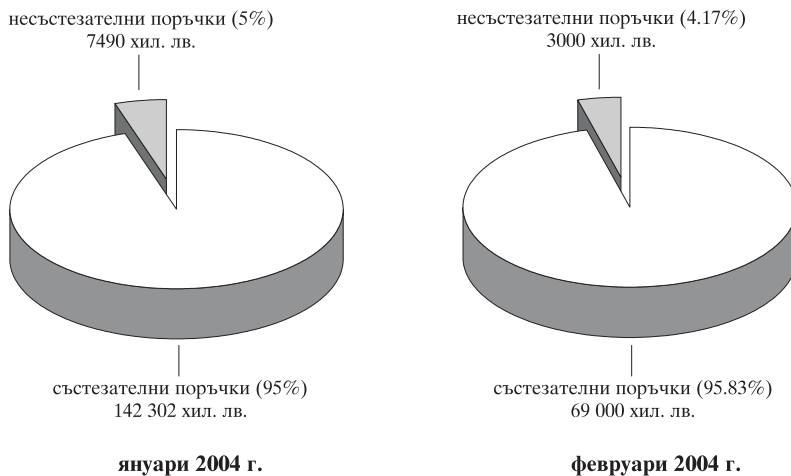 несъстезателни поръчки (5%)
7490 хил. лв.
състезателни поръчки (95%)
142 302 хил. лв.
януари 2004 г.
несъстезателни поръчки (4.17%)
3000 хил. лв.
състезателни поръчки (95.83%)
69 000 хил. лв.
февруари 2004 г.